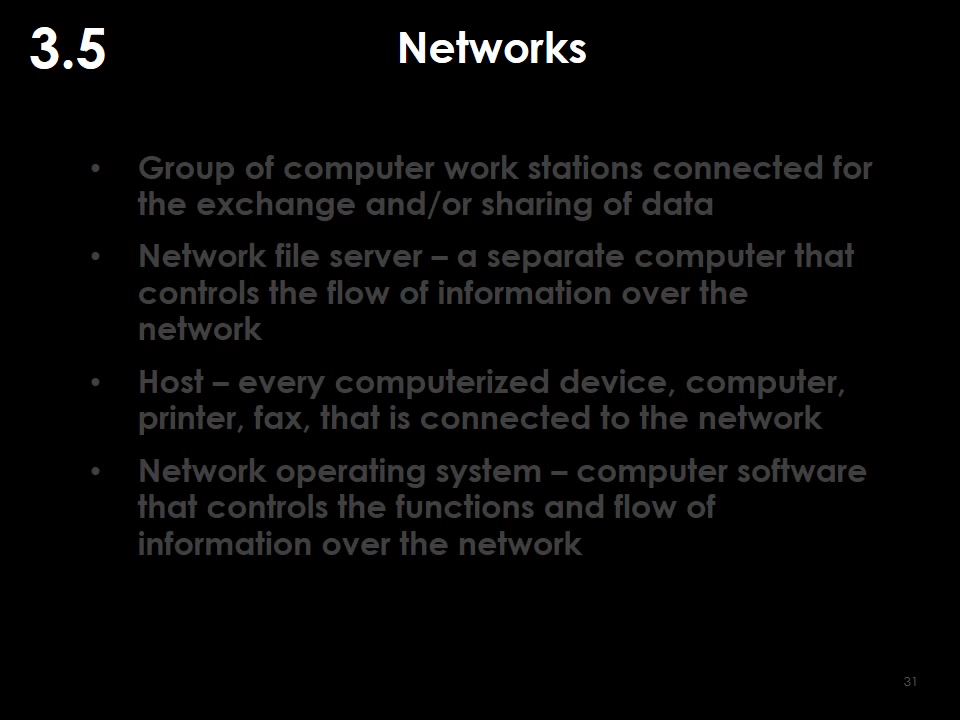 3.5
Networks
• Group of computer work stations connected for
the exchange and/or sharing of data
• Network file server – a separate computer that
controls the flow of information over the
network
• Host – every computerized device, computer,
printer, fax, that is connected to the network
• Network operating system – computer software
that controls the functions and flow of
information over the network
31